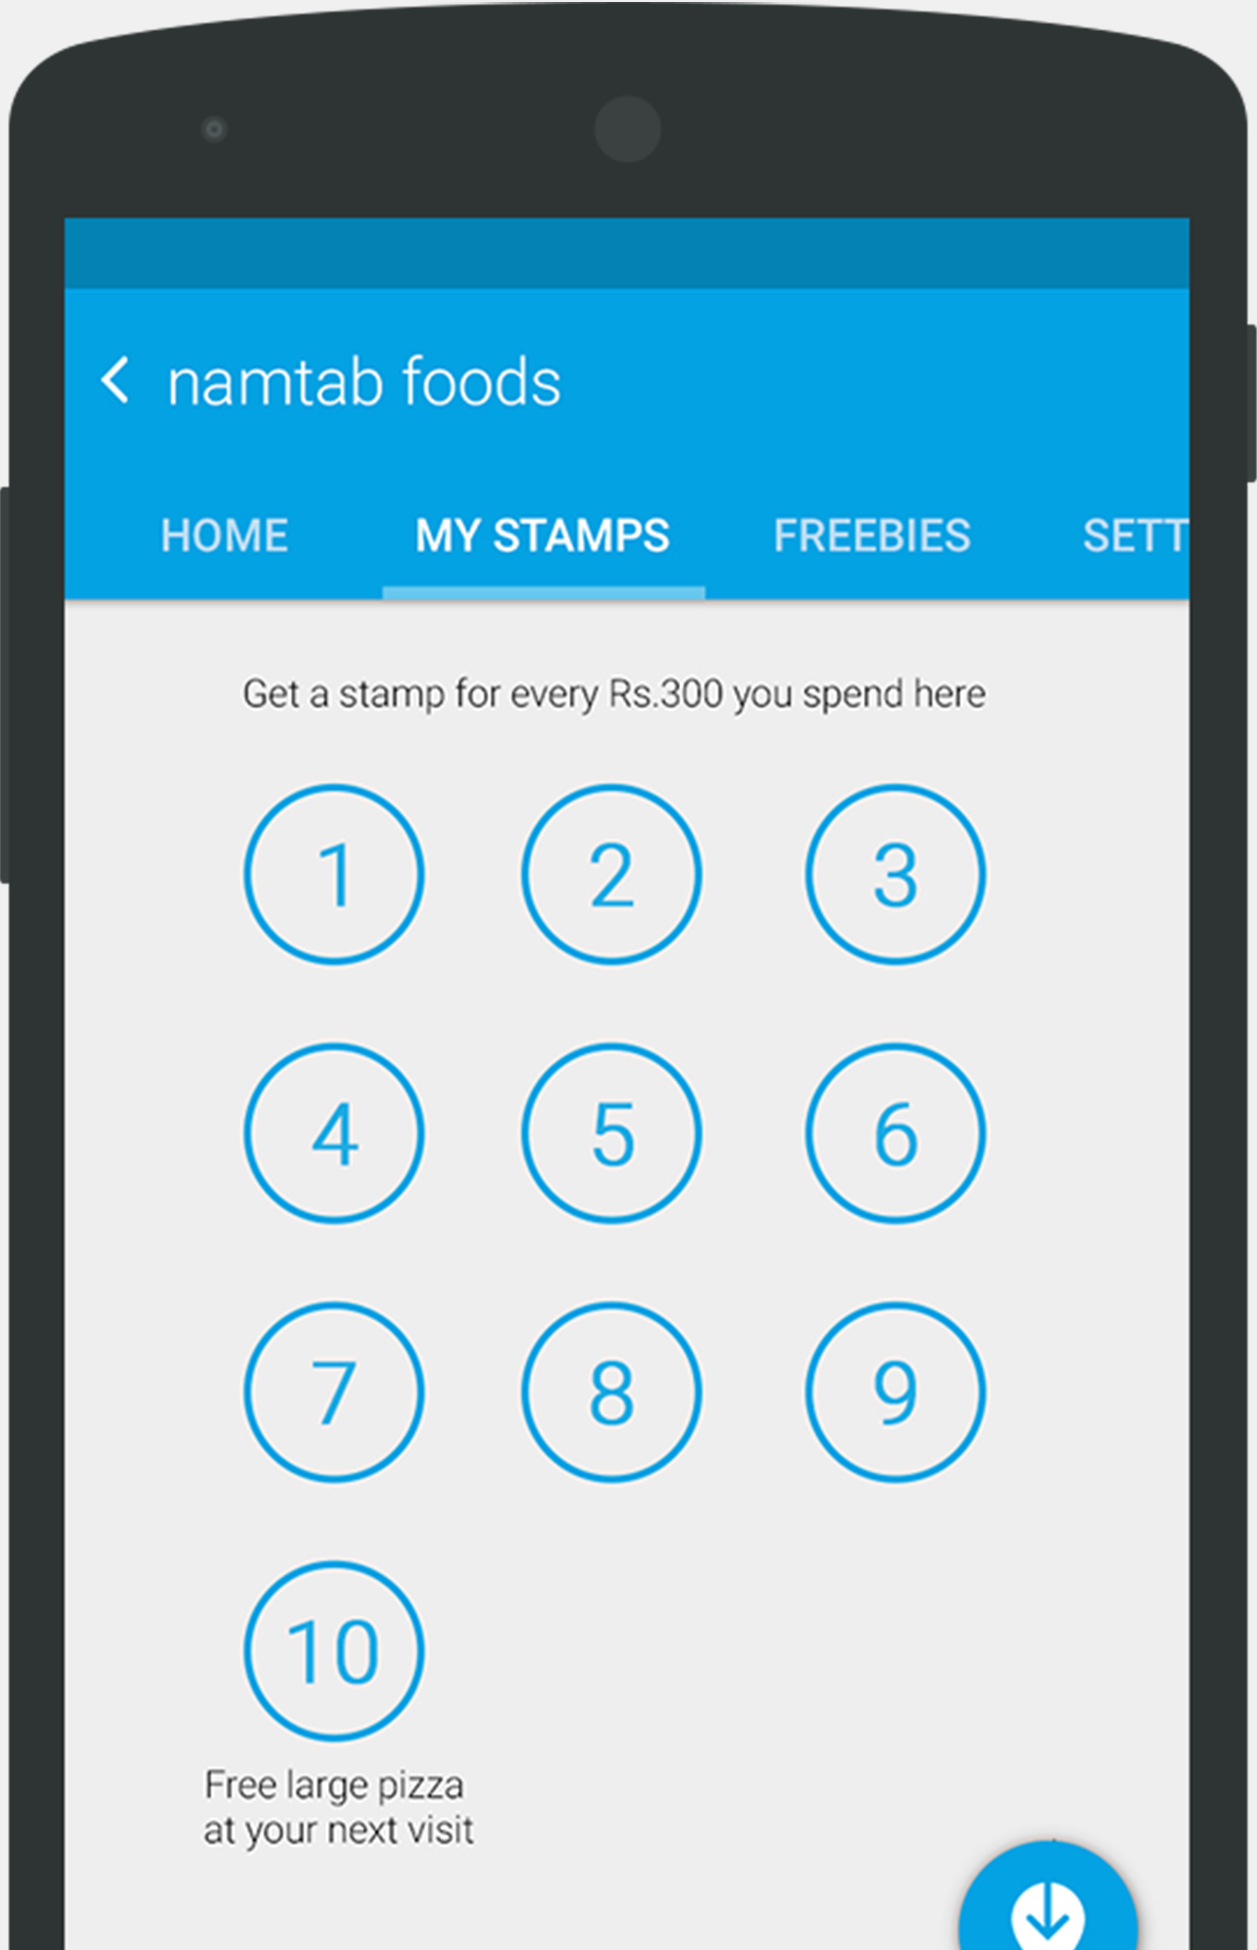 namtab foods
HOME MY STAMPS FREEBIES SETT
Get a stamp for every Rs.300 you spend here
1 2 3
4 5 6
7 8 9
10
Free large pizza
at your next visit